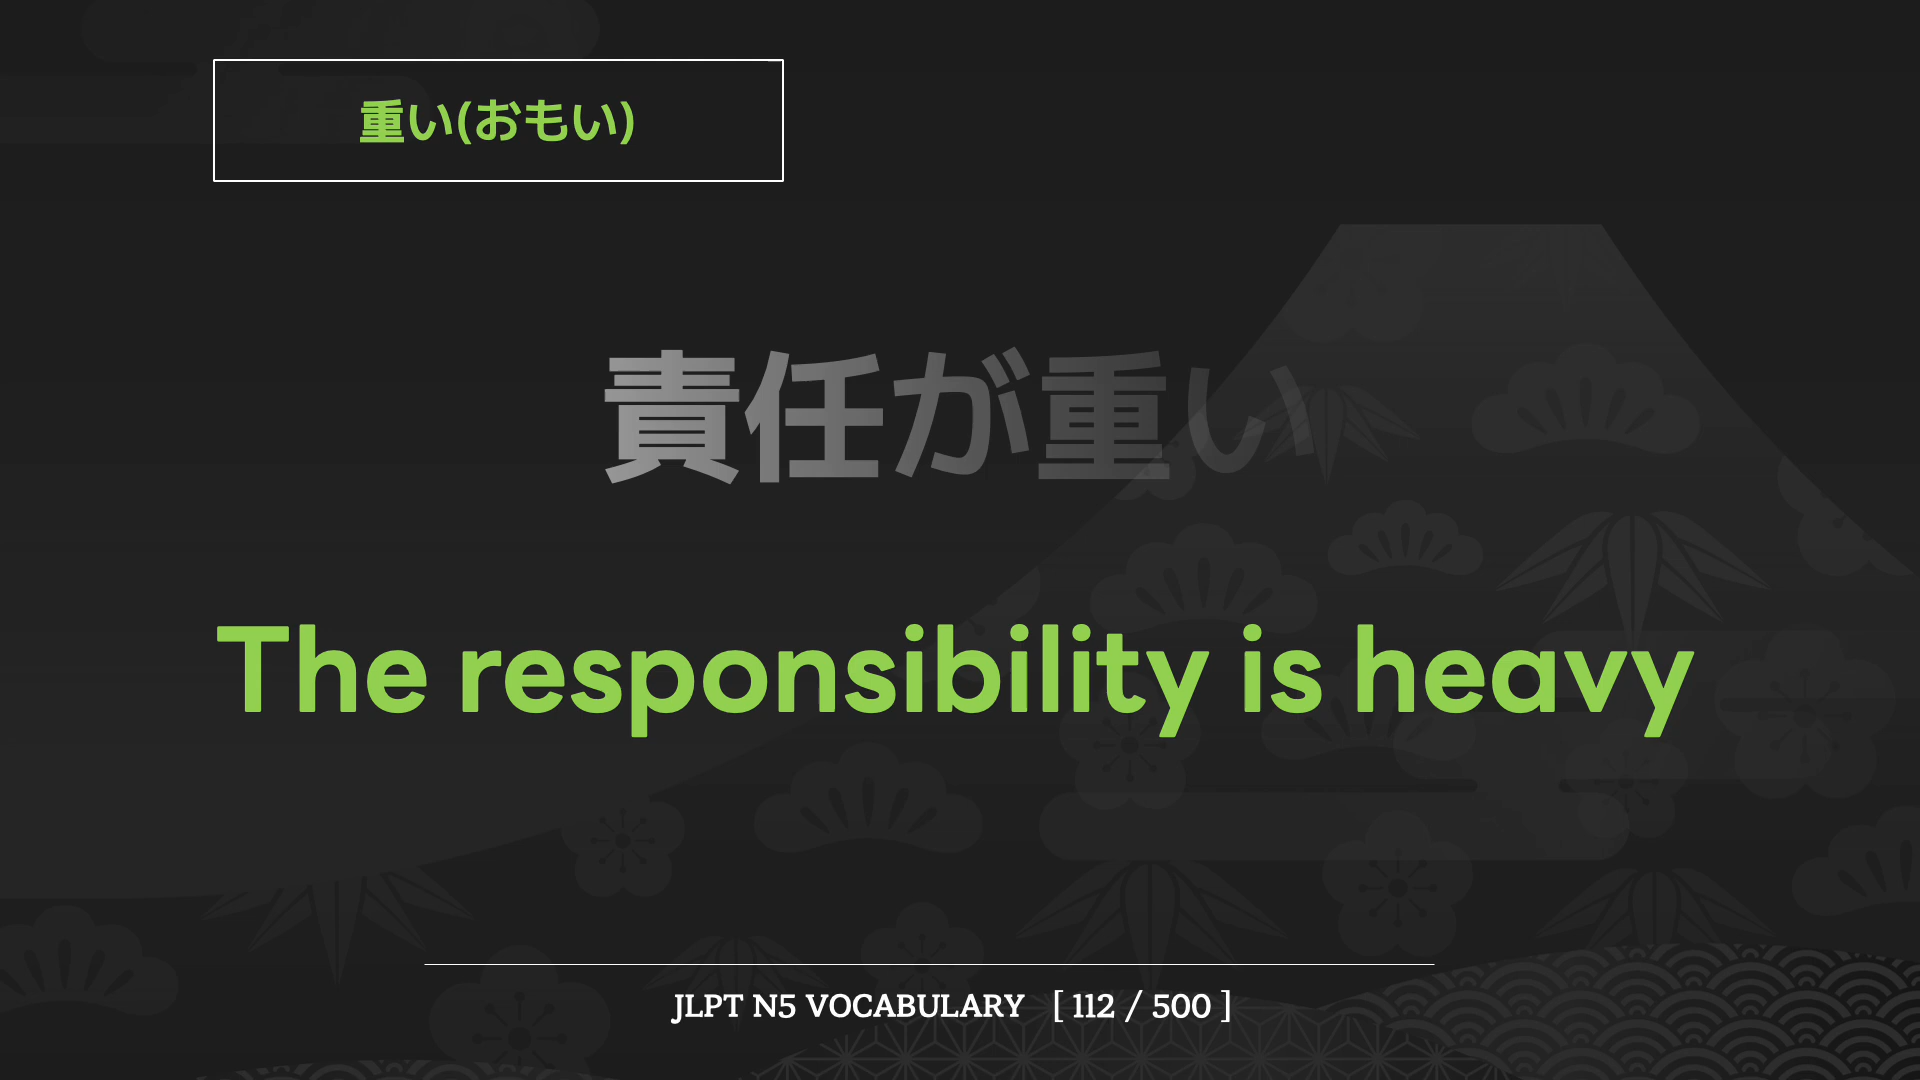 重い(おもい)
責任が重い
The responsibility is heavy
JLPT N5 VOCABULARY [ 112 / 500 ]